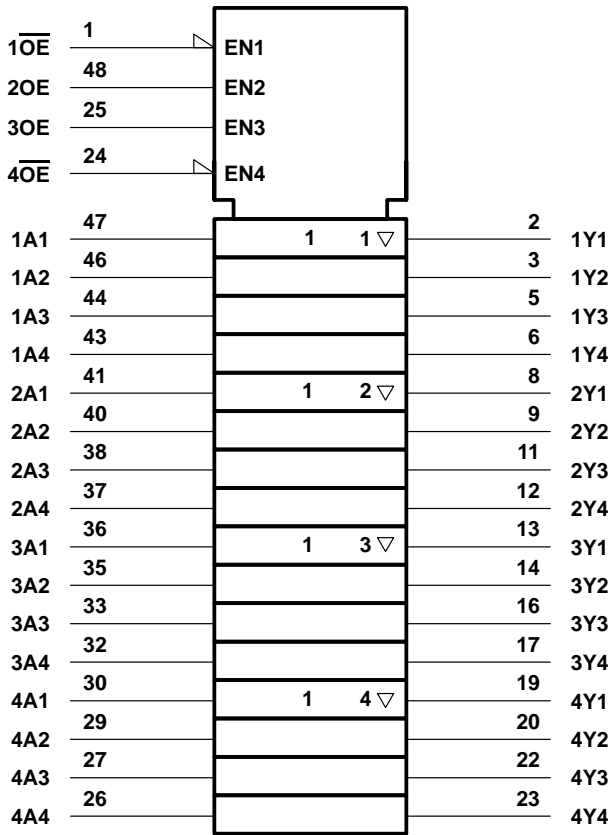 1O̅E̅ 1 EN1
2OE 48 EN2
3OE 25 EN3
4O̅E̅ 24 EN4
1A1 47 1 1 ▽ 2 1Y1
1A2 46 3 1Y2
1A3 44 5 1Y3
1A4 43 6 1Y4
2A1 41 1 2 ▽ 8 2Y1
2A2 40 9 2Y2
2A3 38 11 2Y3
2A4 37 12 2Y4
3A1 36 1 3 ▽ 13 3Y1
3A2 35 14 3Y2
3A3 33 16 3Y3
3A4 32 17 3Y4
4A1 30 1 4 ▽ 19 4Y1
4A2 29 20 4Y2
4A3 27 22 4Y3
4A4 26 23 4Y4